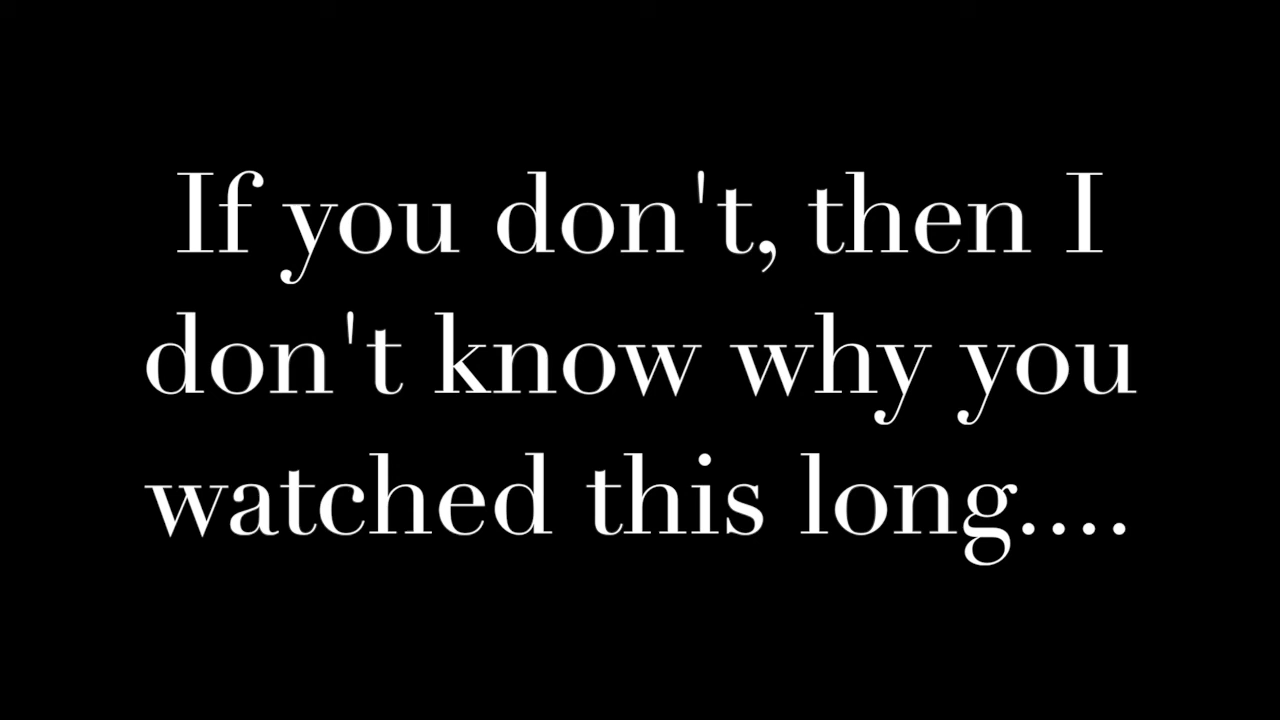 If you don't, then I
don't know why you
watched this long....